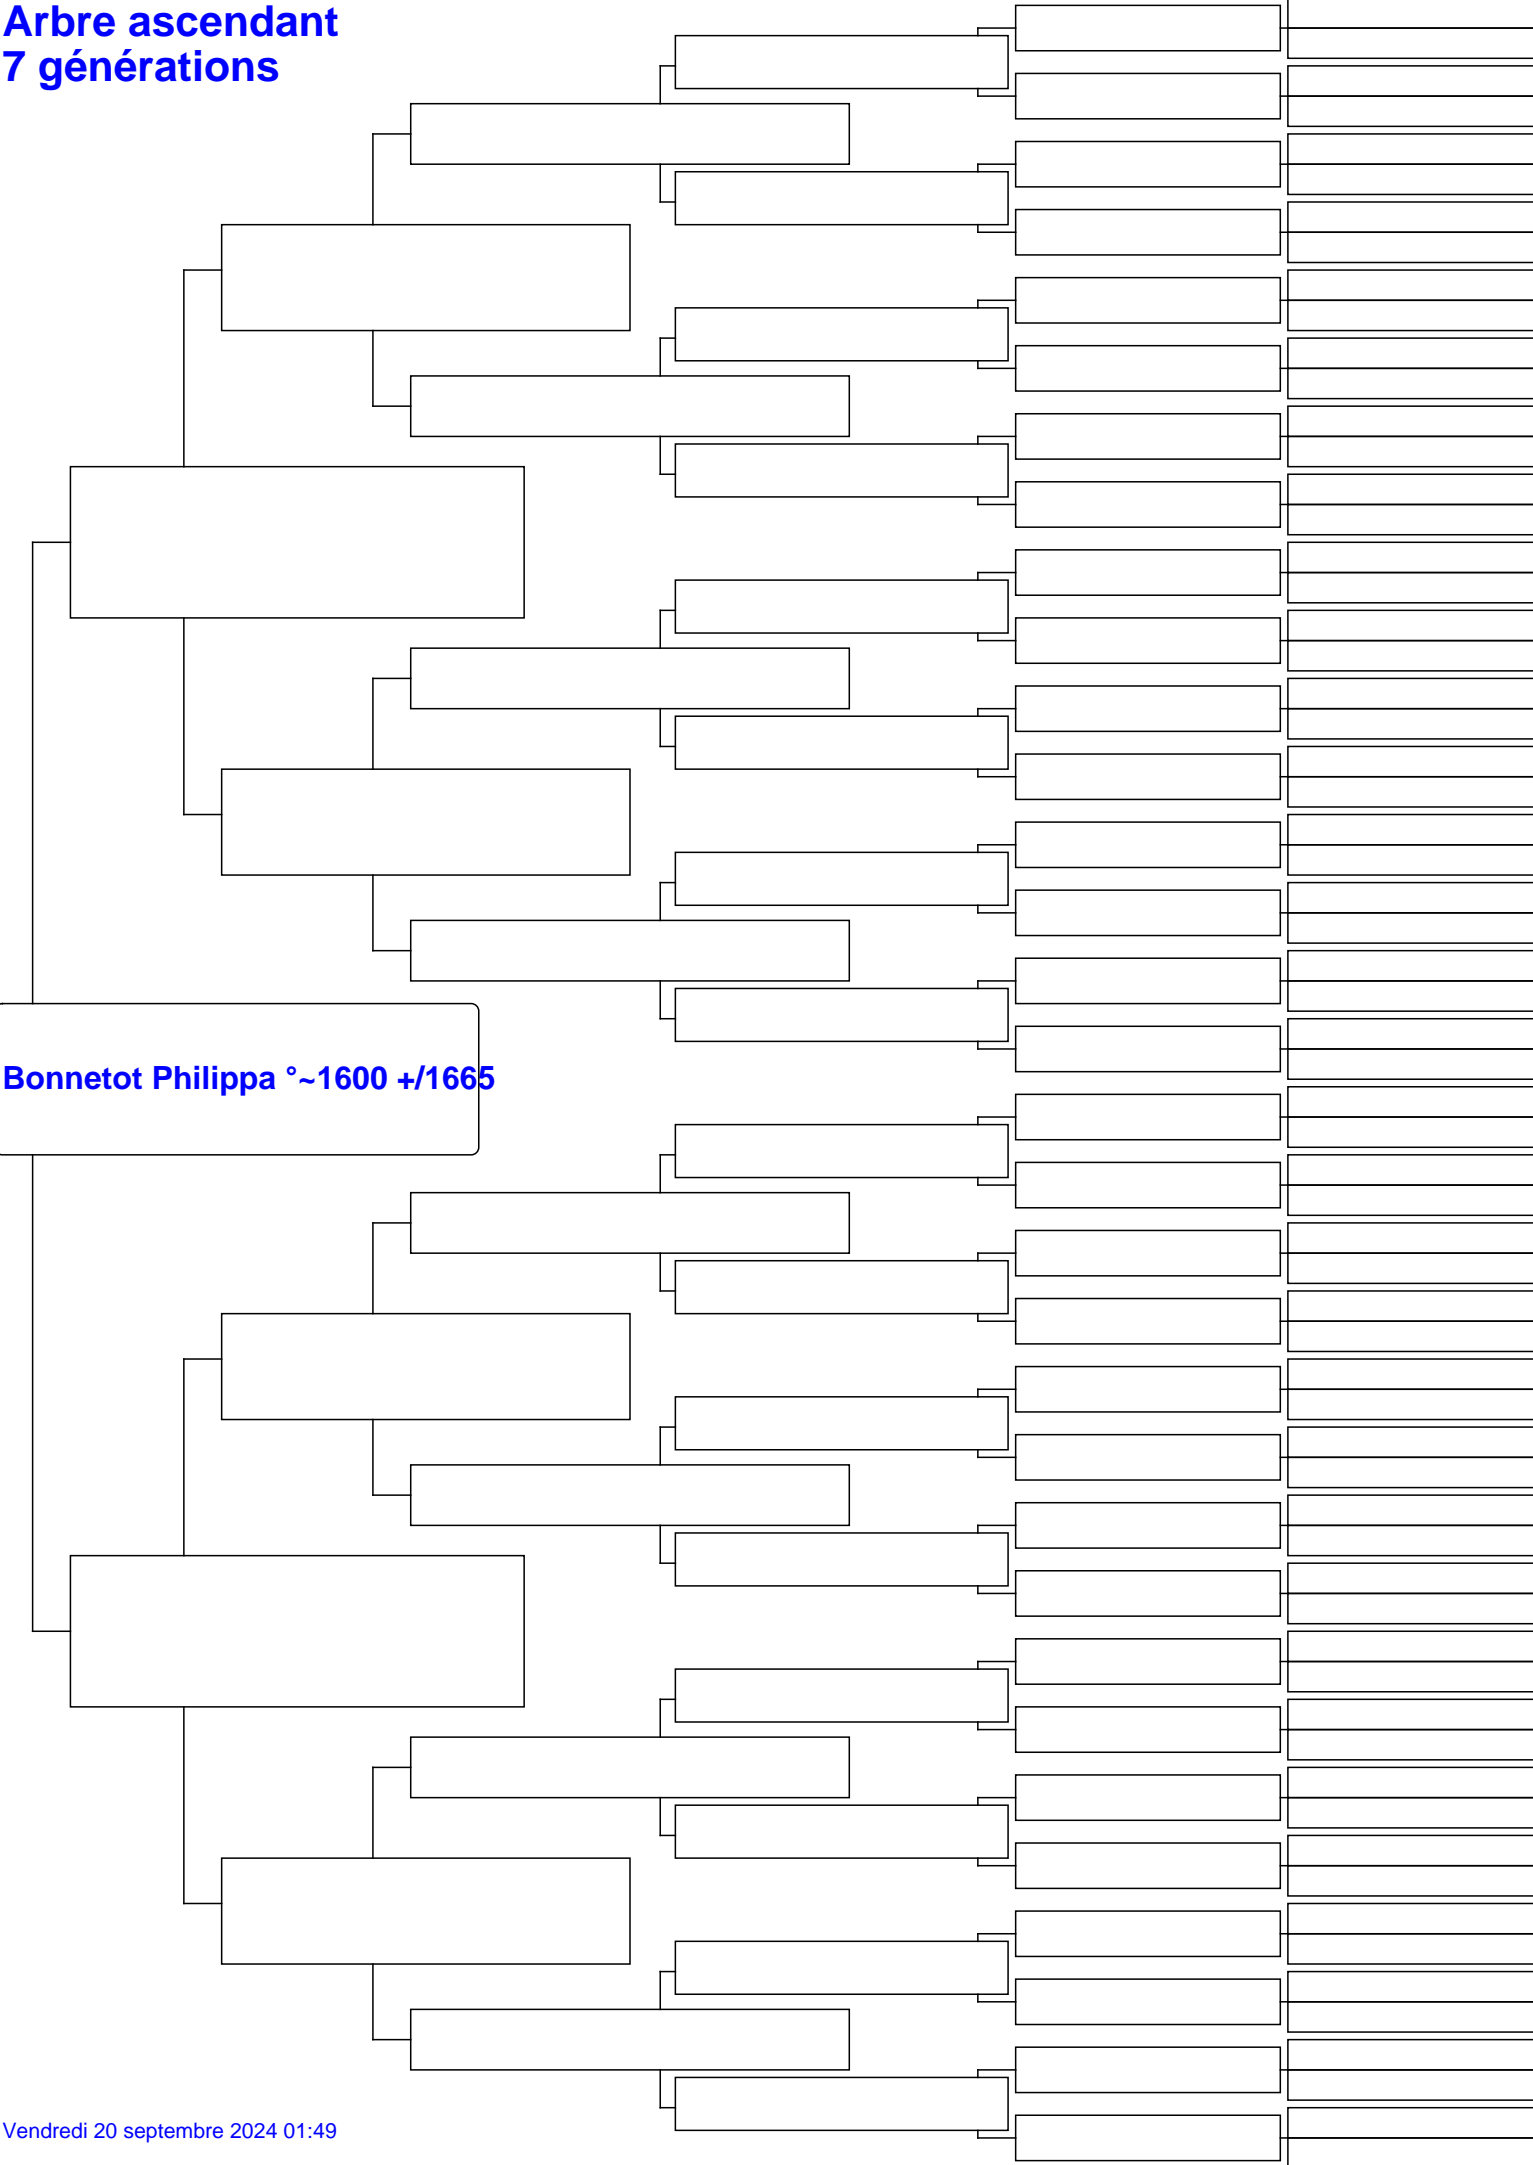 Arbre ascendant
7 générations
Bonnetot Philippa °~1600 +/1665
Vendredi 20 septembre 2024 01:49